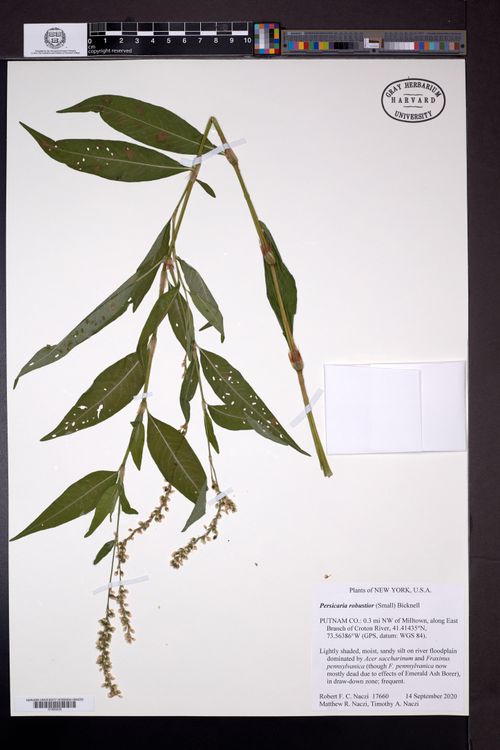 cm
copyright reserved
0 1 2 3 4 5 6 7 8 9 10
GRAY HERBARIUM
HARVARD
UNIVERSITY
Plants of NEW YORK, U.S.A.
Persicaria robustior (Small) Bicknell
PUTNAM CO.: 0.3 mi NW of Milltown, along East
Branch of Croton River, 41.41435°N,
73.56386°W (GPS, datum: WGS 84).
Lightly shaded, moist, sandy silt on river floodplain
dominated by Acer saccharinum and Fraxinus
pennsylvanica (though F. pennsylvanica now
mostly dead due to effects of Emerald Ash Borer),
in draw-down zone; frequent.
Robert F. C. Naczi 17660 14 September 2020
Matthew R. Naczi, Timothy A. Naczi